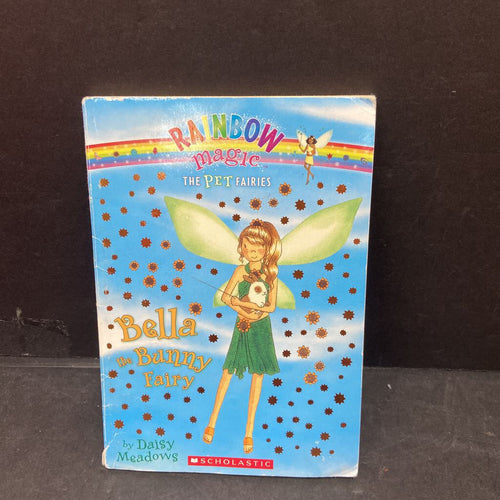 RAINBOW
magic
THE PET FAIRIES
Bella
the Bunny
Fairy
by Daisy
Meadows
SCHOLASTIC